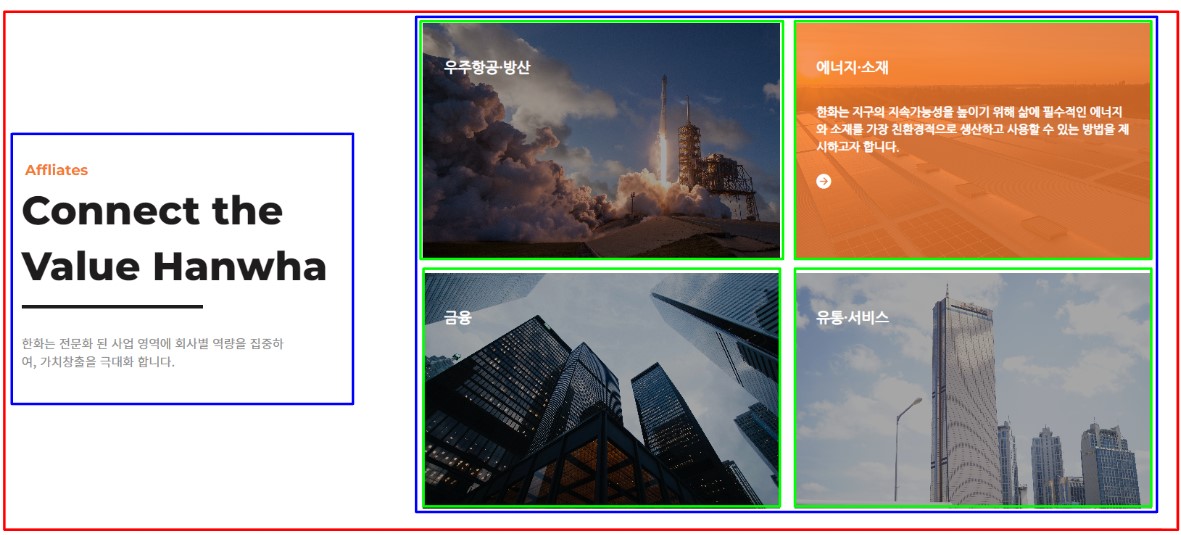 Affliates
Connect the
Value Hanwha
한화는 전문화 된 사업 영역에 회사별 역량을 집중하
여, 가치창출을 극대화 합니다.
우주항공·방산
에너지·소재
한화는 지구의 지속가능성을 높이기 위해 삶에 필수적인 에너지
와 소재를 가장 친환경적으로 생산하고 사용할 수 있는 방법을 제
시하고자 합니다.
금융
유통·서비스